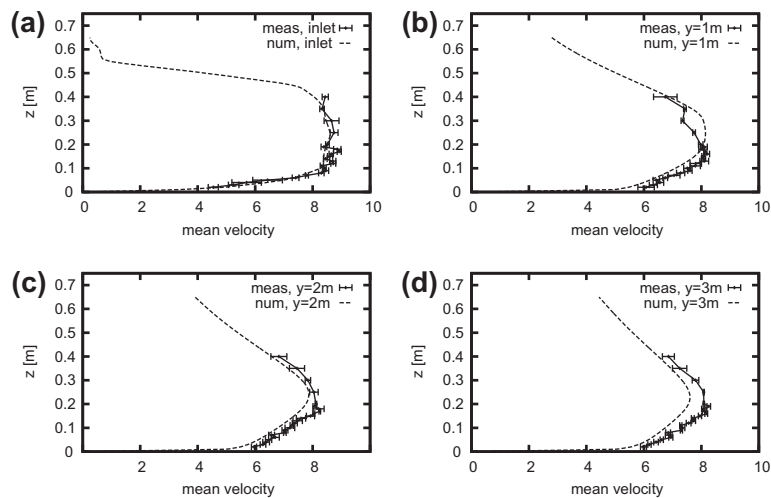 (a)
meas, inlet
num, inlet
z [m]
0.7
0.6
0.5
0.4
0.3
0.2
0.1
0
0 2 4 6 8 10
mean velocity
(b)
meas, y=1m
num, y=1m
z [m]
0.7
0.6
0.5
0.4
0.3
0.2
0.1
0
0 2 4 6 8 10
mean velocity
(c)
meas, y=2m
num, y=2m
z [m]
0.7
0.6
0.5
0.4
0.3
0.2
0.1
0
0 2 4 6 8 10
mean velocity
(d)
meas, y=3m
num, y=3m
z [m]
0.7
0.6
0.5
0.4
0.3
0.2
0.1
0
0 2 4 6 8 10
mean velocity